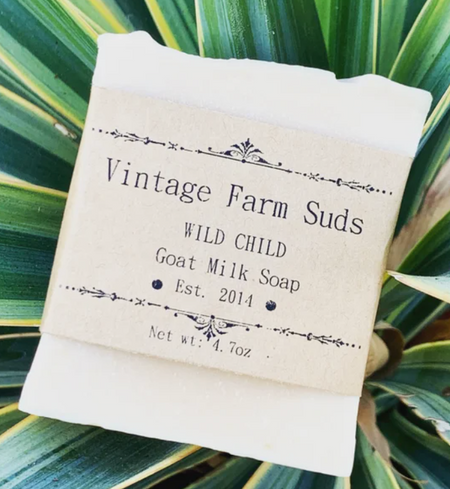 Vintage Farm Suds
WILD CHILD
Goat Milk Soap
• Est. 2014 •
Net wt: 4.7oz